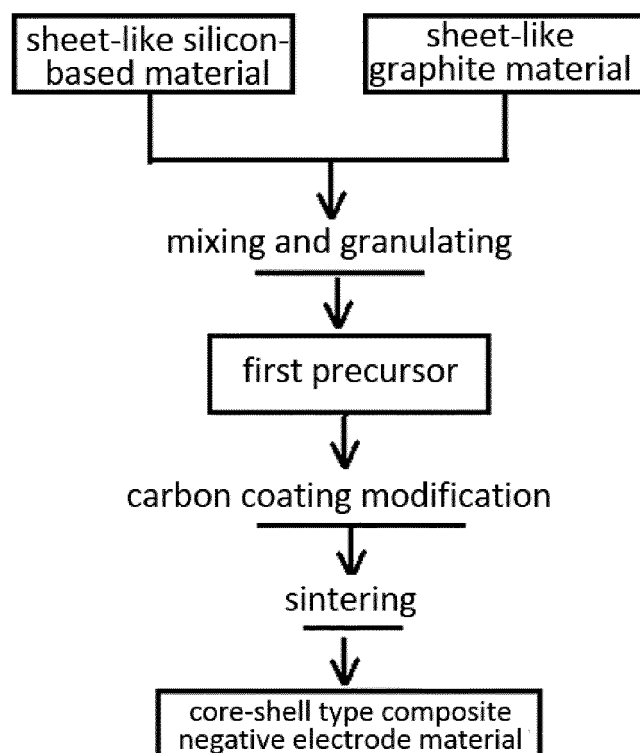 sheet-like silicon-
based material
sheet-like
graphite material
mixing and granulating
first precursor
carbon coating modification
sintering
core-shell type composite
negative electrode material